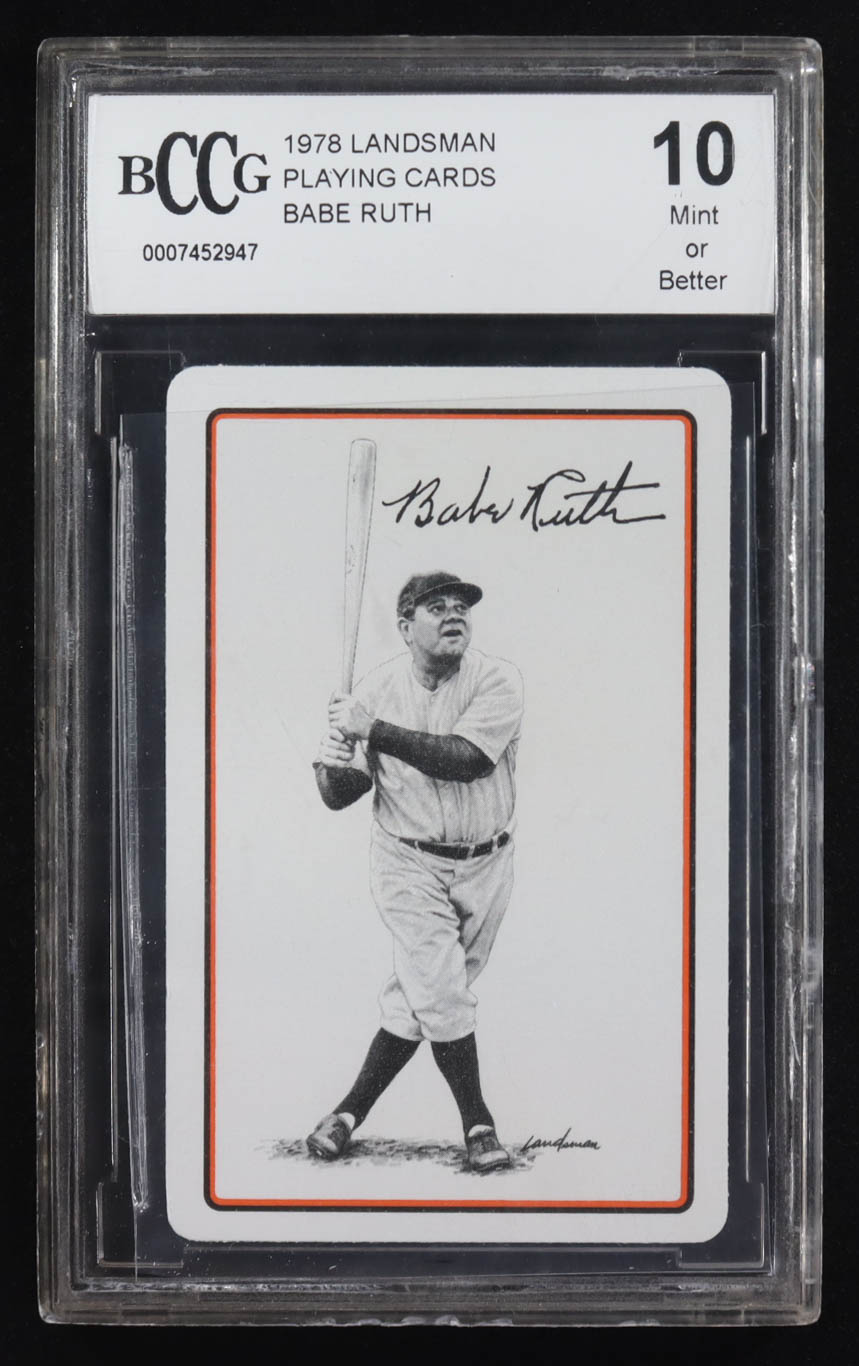 BCCG
1978 LANDSMAN
PLAYING CARDS
BABE RUTH
0007452947
10
Mint
or
Better
Babe Ruth
Landsman